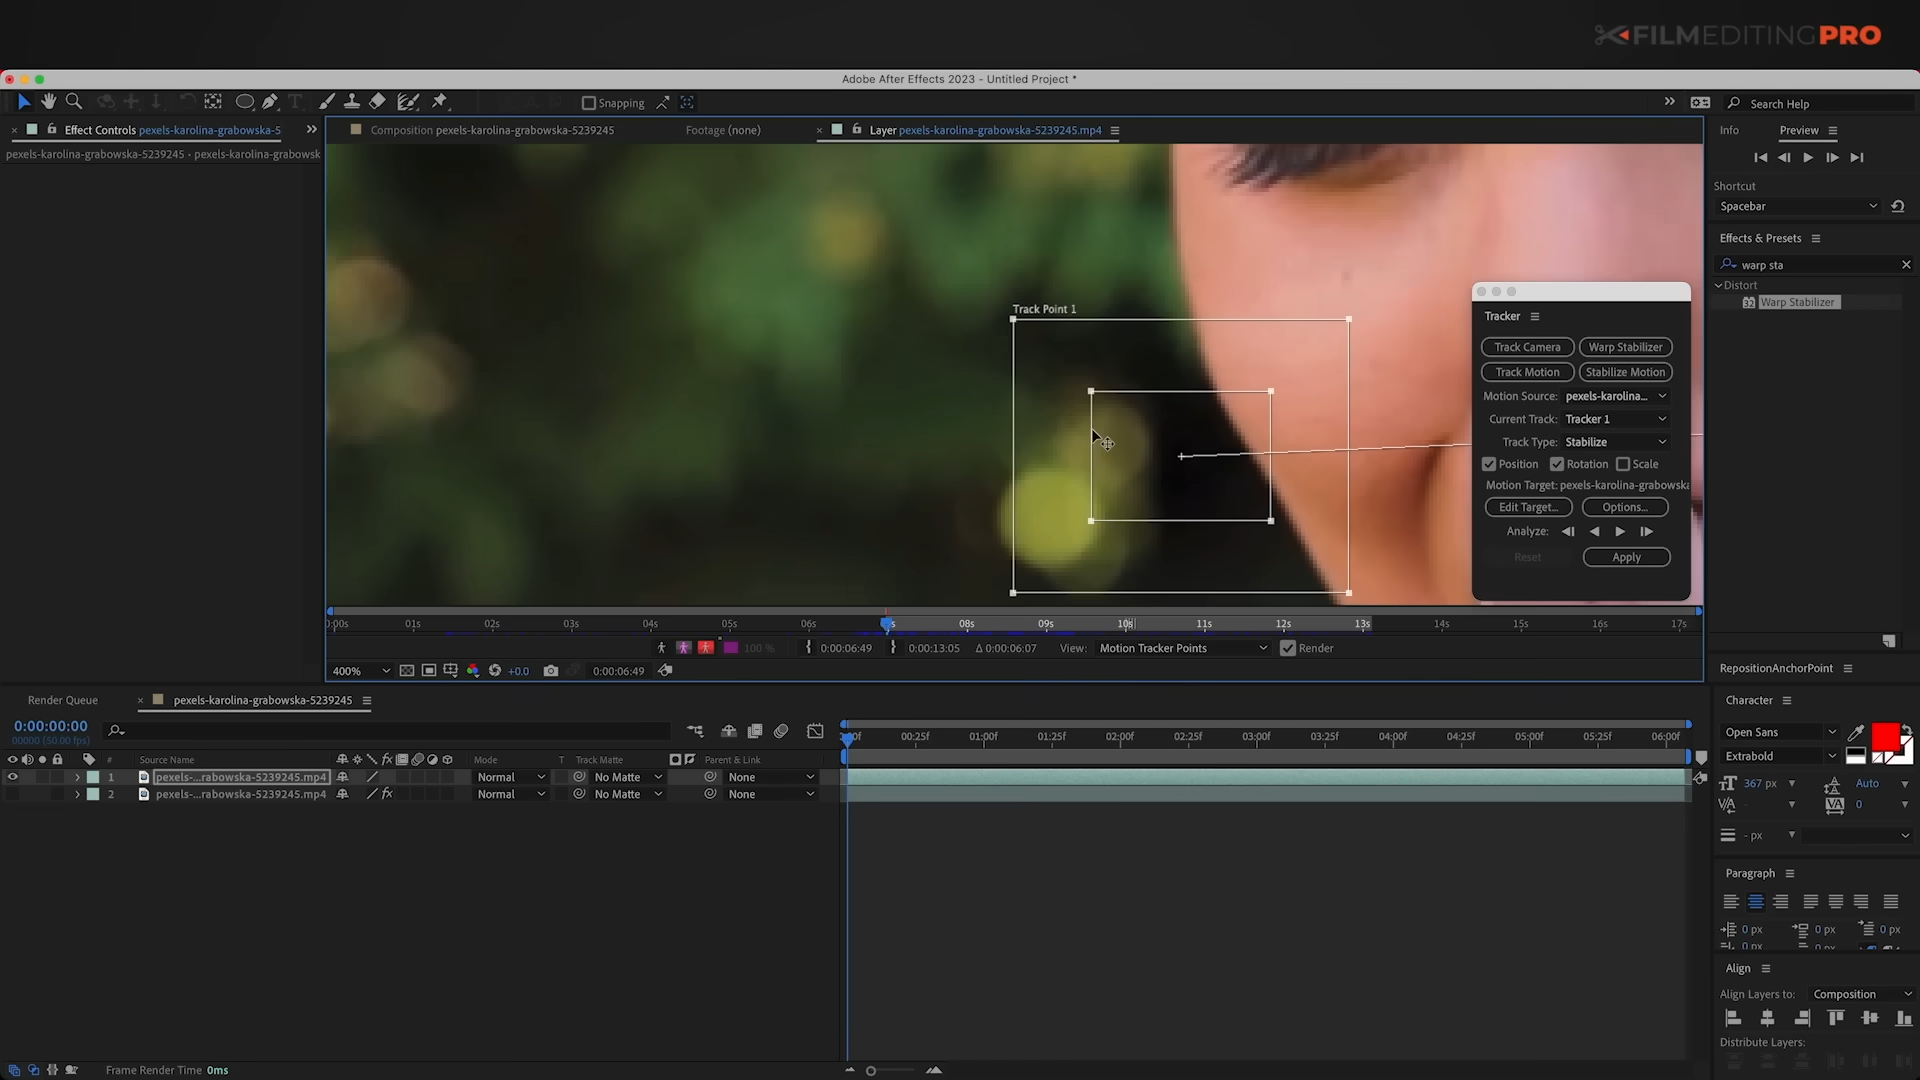 FILMEDITINGPRO
Adobe After Effects 2023 - Untitled Project *
Snapping
Search Help
Effect Controls pexels-karolina-grabowska-5
Composition pexels-karolina-grabowska-5239245
Footage (none)
Layer pexels-karolina-grabowska-5239245.mp4
Info
Preview
pexels-karolina-grabowska-5239245 • pexels-karolina-grabowsk
Shortcut
Spacebar
Effects & Presets
warp sta
Distort
32
Warp Stabilizer
Track Point 1
Tracker
Track Camera
Warp Stabilizer
Track Motion
Stabilize Motion
Motion Source: pexels-karolina...
Current Track: Tracker 1
Track Type: Stabilize
Position
Rotation
Scale
Motion Target: pexels-karolina-grabowska
Edit Target...
Options...
Analyze:
Reset
Apply
0:00s 01s 02s 03s 04s 05s 06s 08s 09s 10s 11s 12s 13s 14s 15s 16s 17s
100 %
0:00:06:49
0:00:13:05
Δ 0:00:06:07
View: Motion Tracker Points
Render
400%
+0.0
0:00:06:49
RepositionAnchorPoint
Render Queue
pexels-karolina-grabowska-5239245
Character
0:00:00:00
00000 (50.00 fps)
00:25f 01:00f 01:25f 02:00f 02:25f 03:00f 03:25f 04:00f 04:25f 05:00f 05:25f 06:00f
Open Sans
Extrabold
# Source Name
fx
Mode
T Track Matte
Parent & Link
1 pexels-...rabowska-5239245.mp4
Normal
No Matte
None
2 pexels-...rabowska-5239245.mp4
fx
Normal
No Matte
None
367 px
Auto
0
- px
Paragraph
0 px
0 px
0 px
0 px
0 px
Align
Align Layers to: Composition
Distribute Layers:
Frame Render Time 0ms